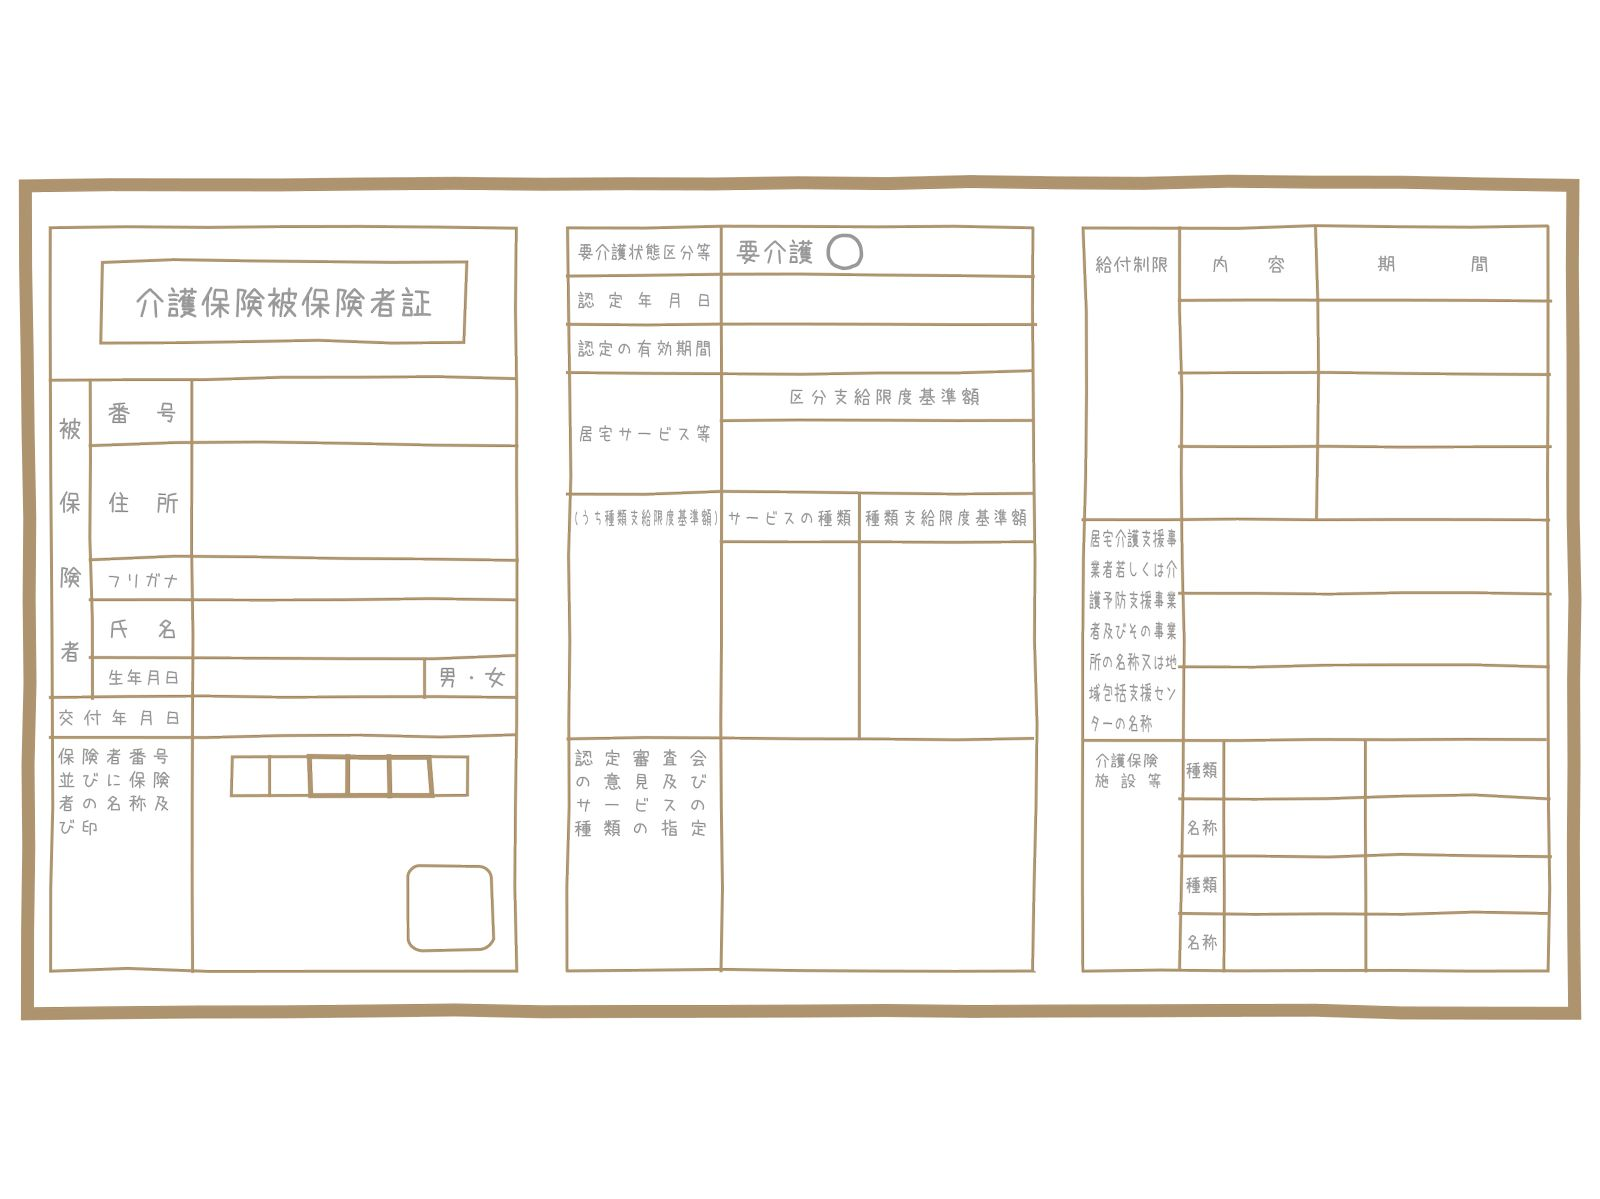 介護保険被保険者証
被保険者
番号
住所
フリガナ
氏名
生年月日
男・女
交付年月日
保険者番号
並びに保険
者の名称及
び印
要介護状態区分等
要介護〇
認定年月日
認定の有効期間
居宅サービス等
区分支給限度基準額
(うち種類支給限度基準額)
サービスの種類
種類支給限度基準額
認定審査会
の意見及び
サービスの
種類の指定
給付制限
内容
期間
居宅介護支援事
業者若しくは介
護予防支援事業
者及びその事業
所の名称又は地
域包括支援セン
ターの名称
介護保険
施設等
種類
名称
種類
名称